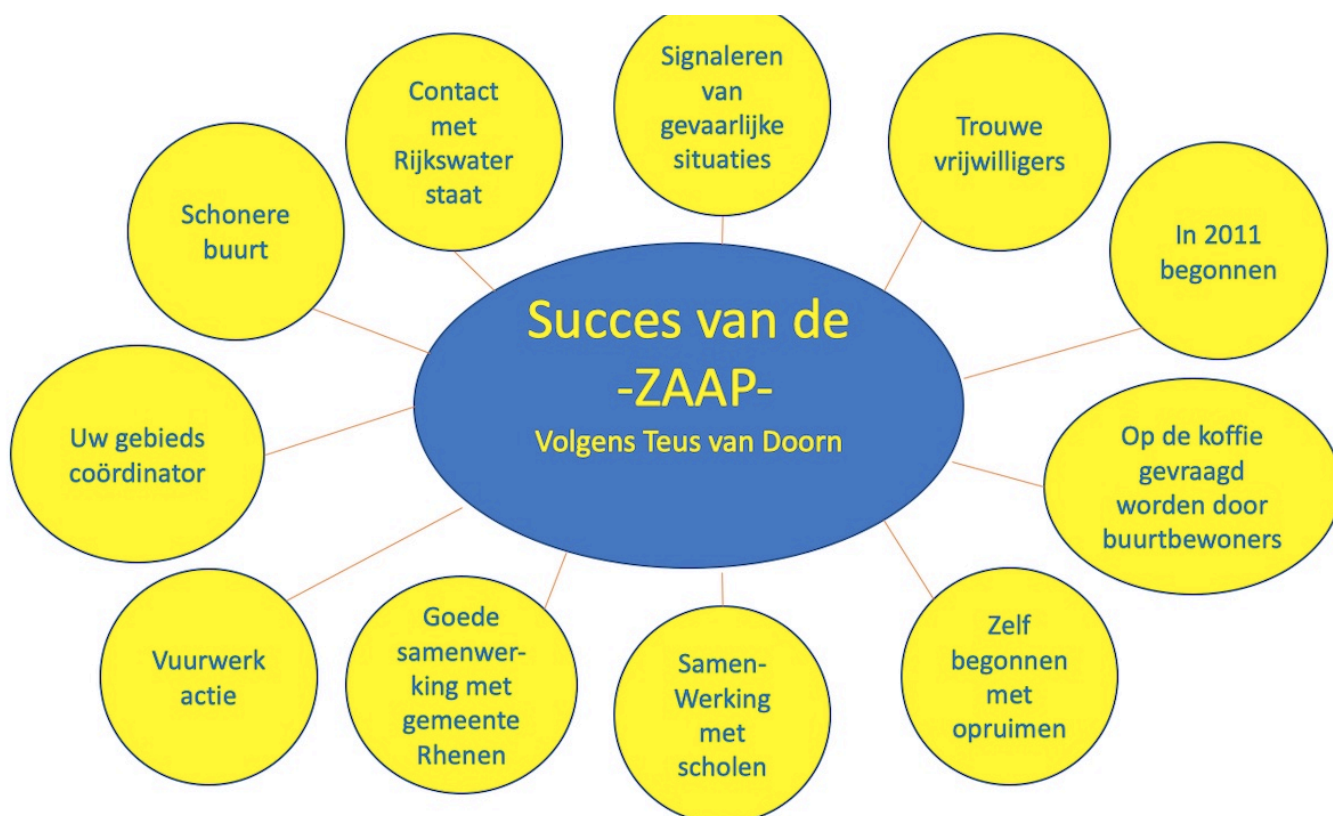 Succes van de
-ZAAP-
Volgens Teus van Doorn
Signaleren
van
gevaarlijke
situaties
Trouwe
vrijwilligers
In 2011
begonnen
Op de koffie
gevraagd
worden door
buurtbewoners
Zelf
begonnen
met
opruimen
Samen-
Werking
met
scholen
Goede
samenwer-
king met
gemeente
Rhenen
Vuurwerk
actie
Uw gebieds
coördinator
Schonere
buurt
Contact
met
Rijkswater
staat